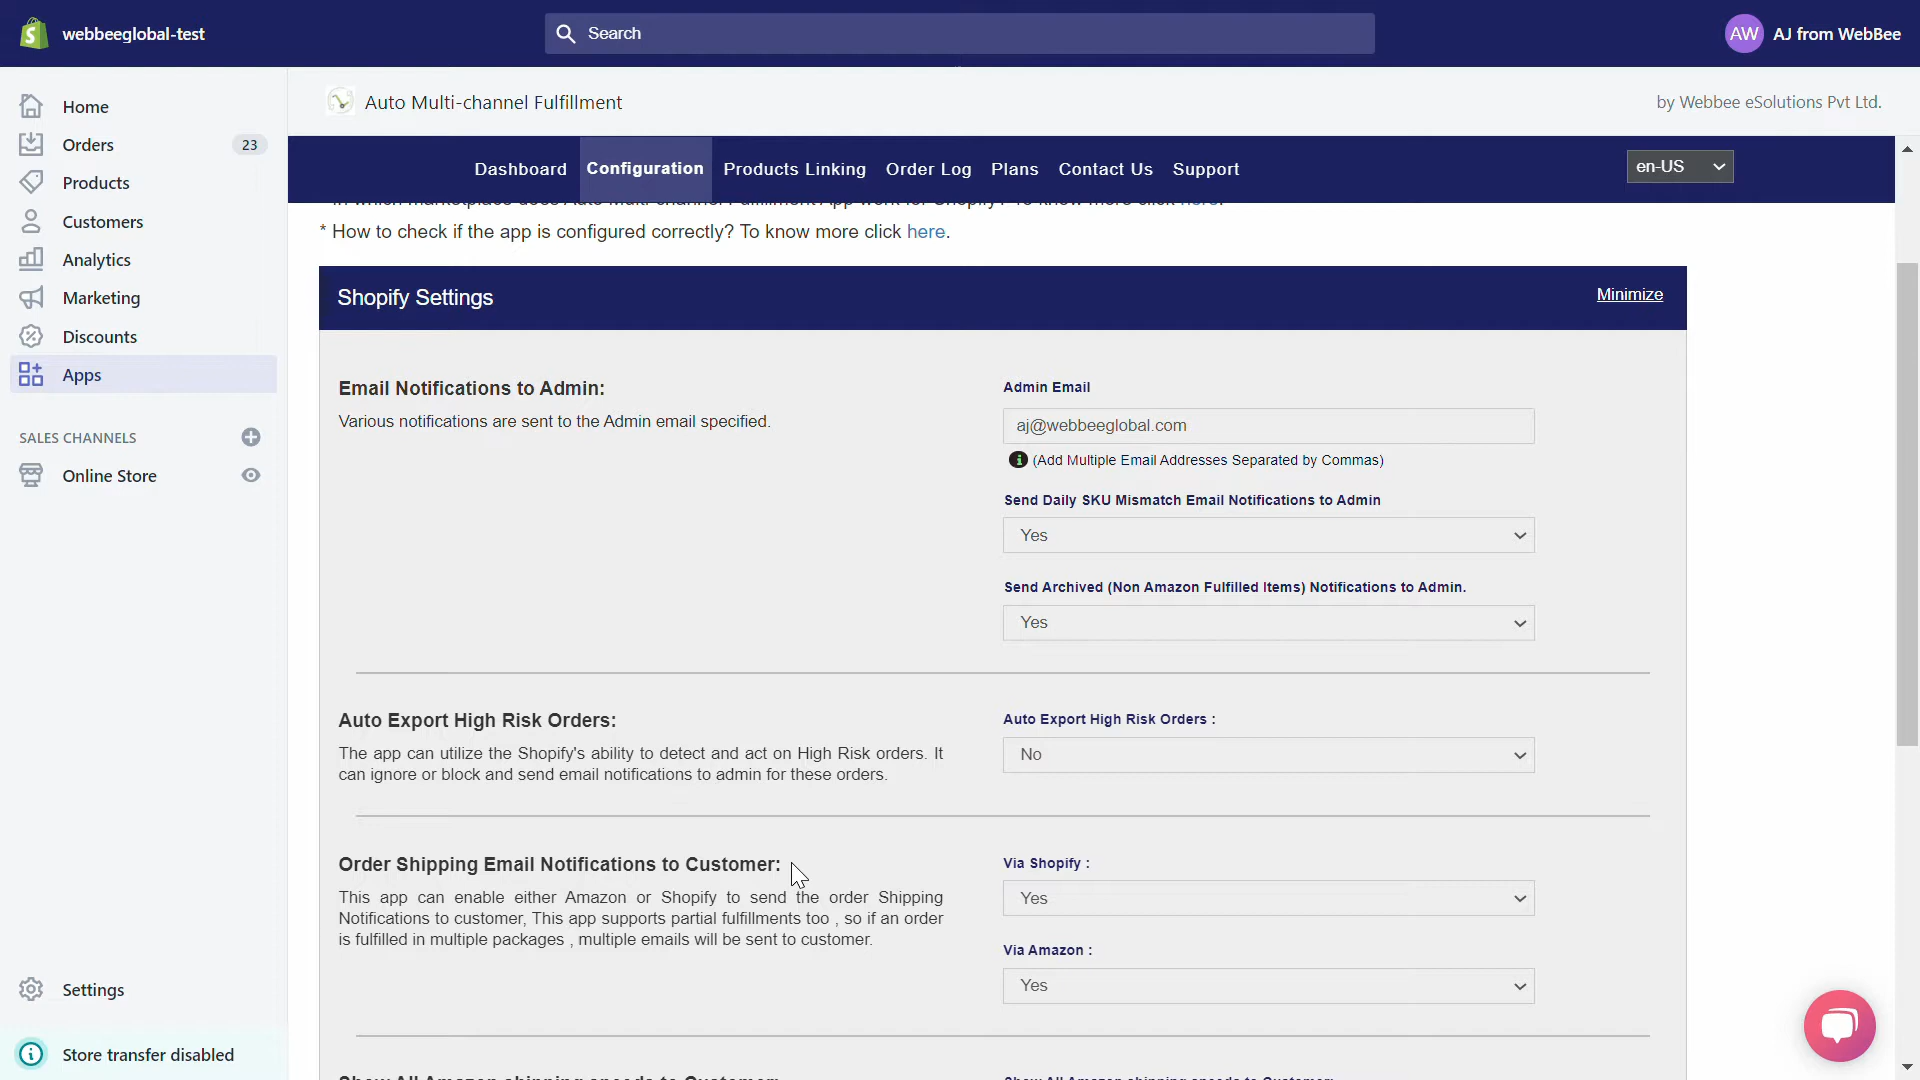 webbeeglobal-test
Search
AW AJ from WebBee
Home
Orders 23
Products
Customers
Analytics
Marketing
Discounts
Apps
SALES CHANNELS
Online Store
Settings
Store transfer disabled
Auto Multi-channel Fulfillment
by Webbee eSolutions Pvt Ltd.
Dashboard Configuration Products Linking Order Log Plans Contact Us Support
en-US
* How to check if the app is configured correctly? To know more click here.
Shopify Settings
Minimize
Email Notifications to Admin:
Various notifications are sent to the Admin email specified.
Admin Email
aj@webbeeglobal.com
(Add Multiple Email Addresses Separated by Commas)
Send Daily SKU Mismatch Email Notifications to Admin
Yes
Send Archived (Non Amazon Fulfilled Items) Notifications to Admin.
Yes
Auto Export High Risk Orders:
The app can utilize the Shopify's ability to detect and act on High Risk orders. It
can ignore or block and send email notifications to admin for these orders.
Auto Export High Risk Orders :
No
Order Shipping Email Notifications to Customer:
This app can enable either Amazon or Shopify to send the order Shipping
Notifications to customer, This app supports partial fulfillments too , so if an order
is fulfilled in multiple packages , multiple emails will be sent to customer.
Via Shopify :
Yes
Via Amazon :
Yes